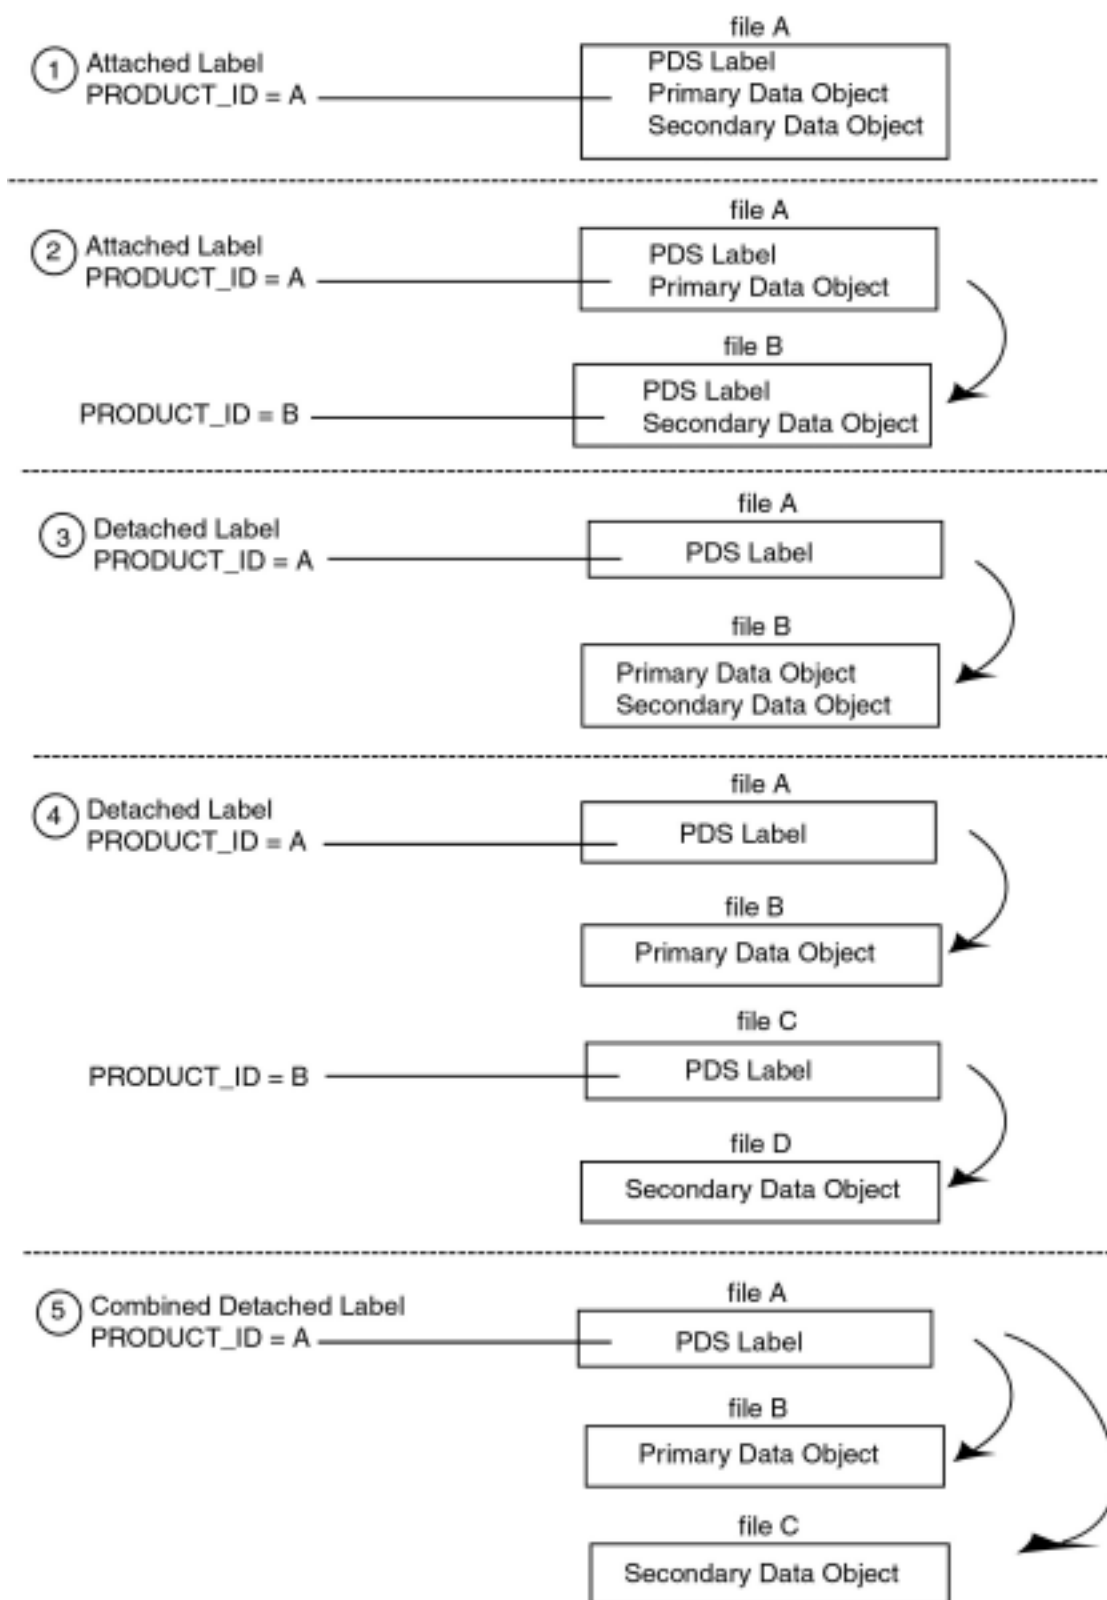 file A
1 Attached Label
PRODUCT_ID = A
PDS Label
Primary Data Object
Secondary Data Object
file A
2 Attached Label
PRODUCT_ID = A
PDS Label
Primary Data Object
file B
PRODUCT_ID = B
PDS Label
Secondary Data Object
file A
3 Detached Label
PRODUCT_ID = A
PDS Label
file B
Primary Data Object
Secondary Data Object
file A
4 Detached Label
PRODUCT_ID = A
PDS Label
file B
Primary Data Object
file C
PRODUCT_ID = B
PDS Label
file D
Secondary Data Object
file A
5 Combined Detached Label
PRODUCT_ID = A
PDS Label
file B
Primary Data Object
file C
Secondary Data Object